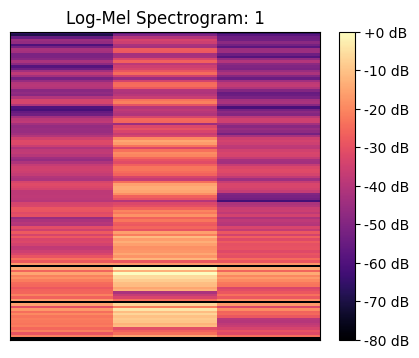 Log-Mel Spectrogram: 1
+0 dB
-10 dB
-20 dB
-30 dB
-40 dB
-50 dB
-60 dB
-70 dB
-80 dB